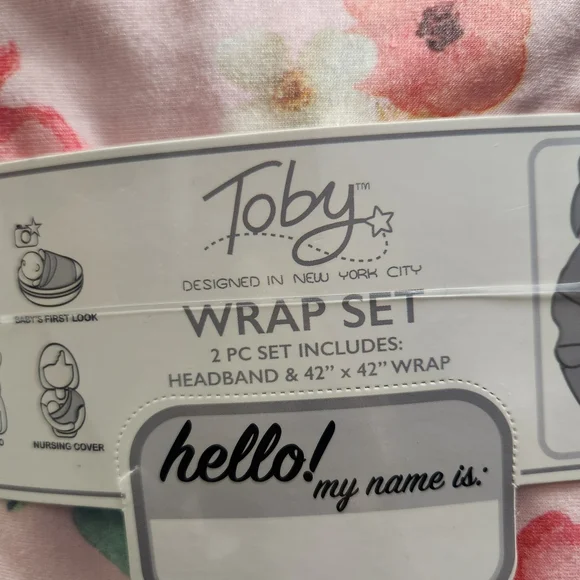 Toby™
DESIGNED IN NEW YORK CITY
WRAP SET
2 PC SET INCLUDES:
HEADBAND & 42" x 42" WRAP
BABY'S FIRST LOOK
NURSING COVER
hello!
my name is: